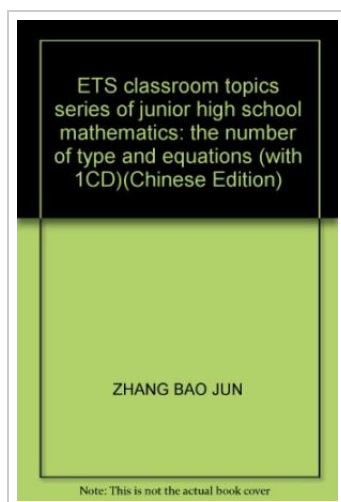 ETS classroom topics
series of junior high school
mathematics: the number
of type and equations (with
1CD)(Chinese Edition)
ZHANG BAO JUN
Note: This is not the actual book cover